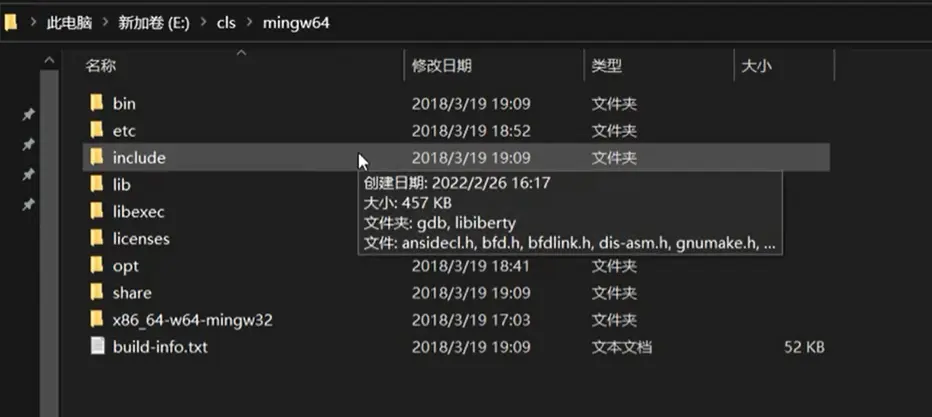 此电脑 > 新加卷 (E:) > cls > mingw64
名称 修改日期 类型 大小
bin 2018/3/19 19:09 文件夹
etc 2018/3/19 18:52 文件夹
include 2018/3/19 19:09 文件夹
lib
创建日期: 2022/2/26 16:17
大小: 457 KB
libexec
文件夹: gdb, libiberty
licenses
文件: ansidecl.h, bfd.h, bfdlink.h, dis-asm.h, gnumake.h, ...
opt 2018/3/19 18:41 文件夹
share 2018/3/19 19:09 文件夹
x86_64-w64-mingw32 2018/3/19 17:03 文件夹
build-info.txt 2018/3/19 19:09 文本文档 52 KB